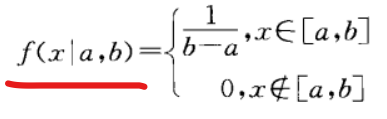 f(x|a,b)={ 1/(b−a), x∈[a,b]
0, x∉[a,b]